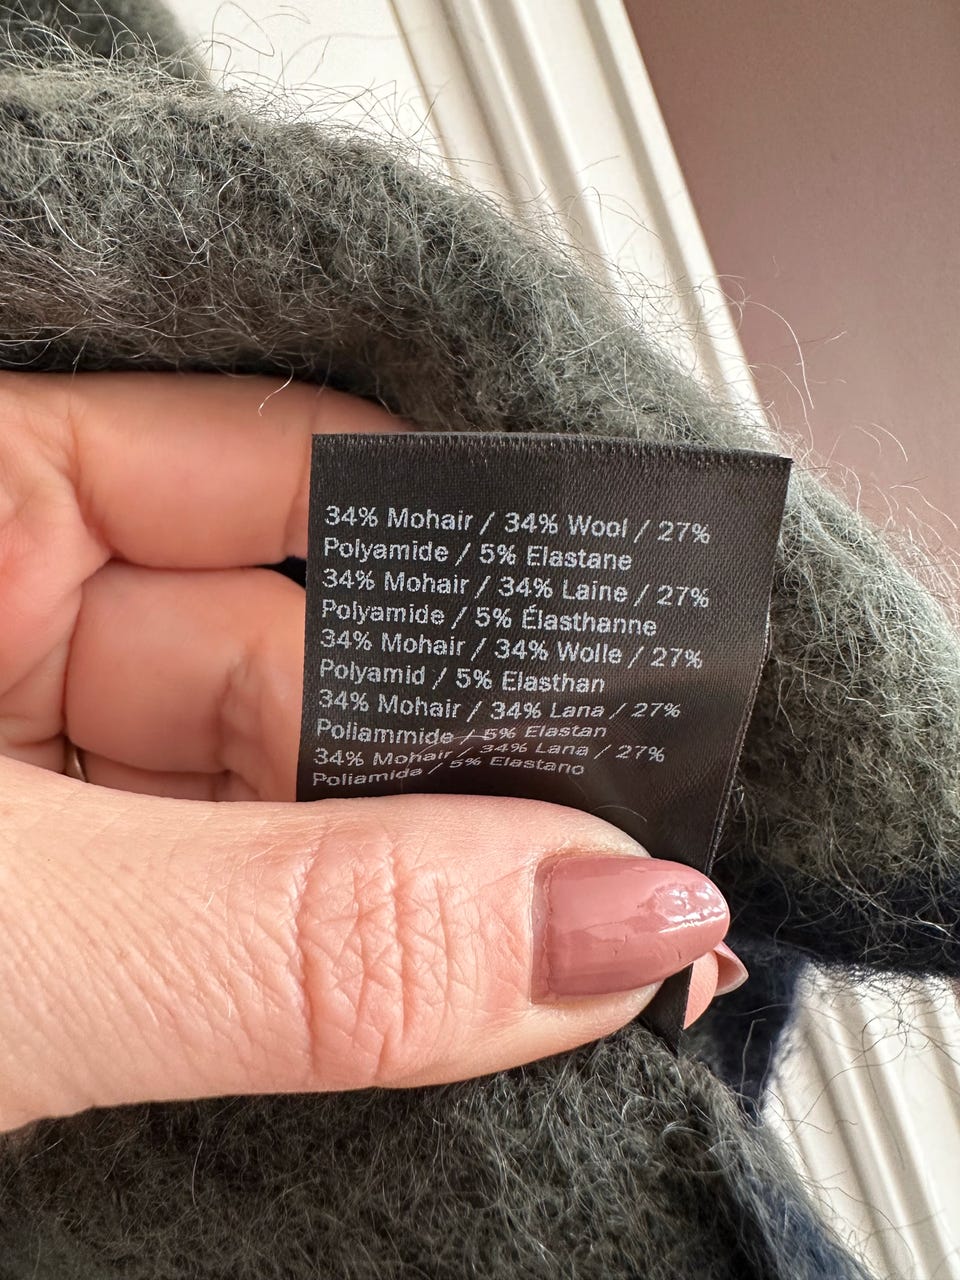 34% Mohair / 34% Wool / 27%
Polyamide / 5% Elastane
34% Mohair / 34% Laine / 27%
Polyamide / 5% Élasthanne
34% Mohair / 34% Wolle / 27%
Polyamid / 5% Elasthan
34% Mohair / 34% Lana / 27%
Poliammide / 5% Elastan
34% Mohair / 34% Lana / 27%
Poliamida / 5% Elastano